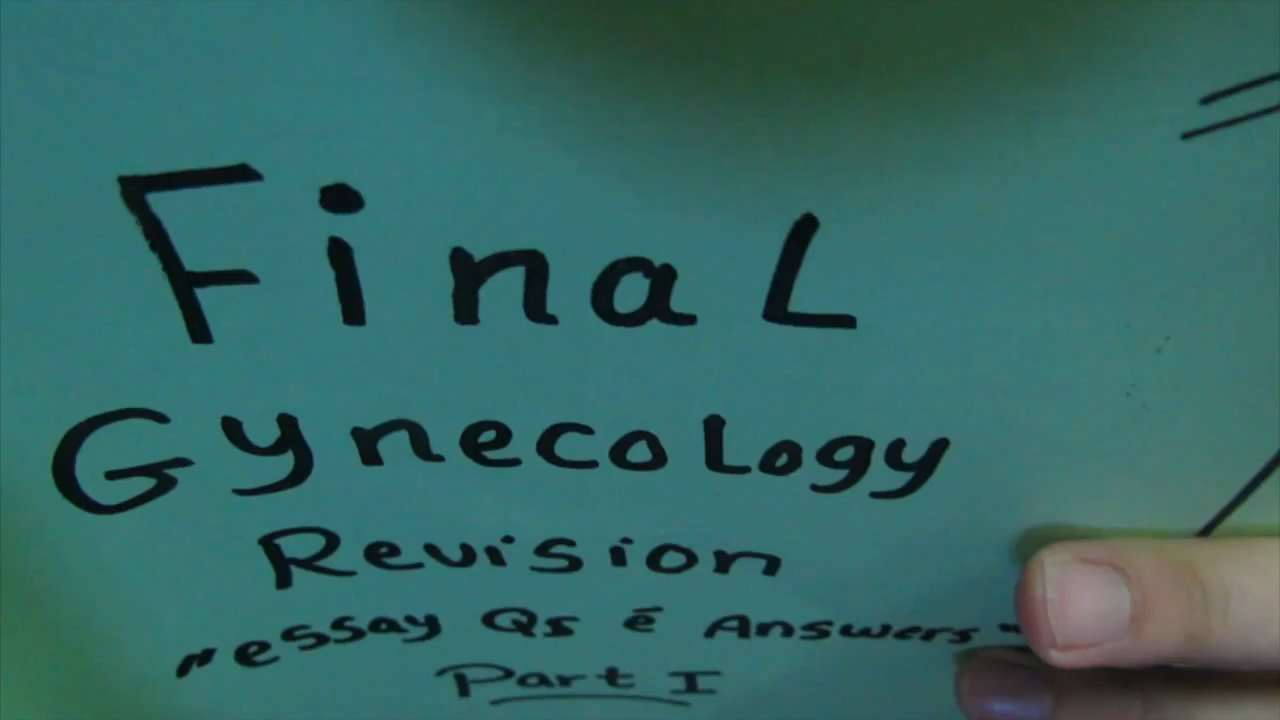 FinaL
GynecoLogy
Revision
"essay Qs é Answers"
Part I